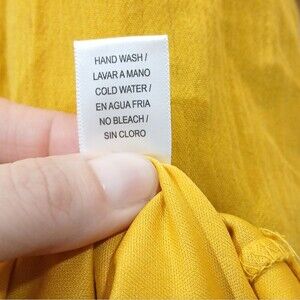 HAND WASH /
LAVAR A MANO
COLD WATER /
EN AGUA FRIA
NO BLEACH /
SIN CLORO